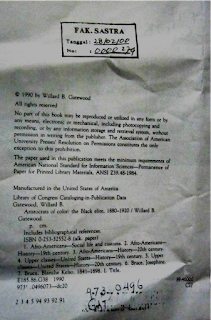 FAK. SASTRA
Tanggal: 28/02/00
No:
© 1990 by Willard B. Gatewood
All rights reserved
No part of this book may be reproduced or utilized in any form or by
any means, electronic or mechanical, including photocopying and
recording, or by any information storage and retrieval system, without
permission in writing from the publisher. The Association of American
University Presses' Resolution on Permissions constitutes the only
exception to this prohibition.
The paper used in this publication meets the minimum requirements of
American National Standard for Information Sciences—Permanence of
Paper for Printed Library Materials, ANSI Z39.48-1984.
Manufactured in the United States of America
Library of Congress Cataloging-in-Publication Data
Gatewood, Willard B.
Aristocrats of color: the Black elite, 1880-1920 / Willard B.
Gatewood.
p. cm.
Includes bibliographical references.
ISBN 0-253-32552-8 (alk. paper)
1. Afro-Americans—Social life and customs. 2. Afro-Americans—
History—19th century. 3. Afro-Americans—History—20th century.
4. Upper classes—United States—History—19th century. 5. Upper
classes—United States—History—20th century. 6. Bruce, Josephine.
7. Bruce, Blanche Kelso, 1841-1898. I. Title.
E185.86.G38 1990
973'.0496073—dc20
973.0496
2 3 4 5 94 93 92 91